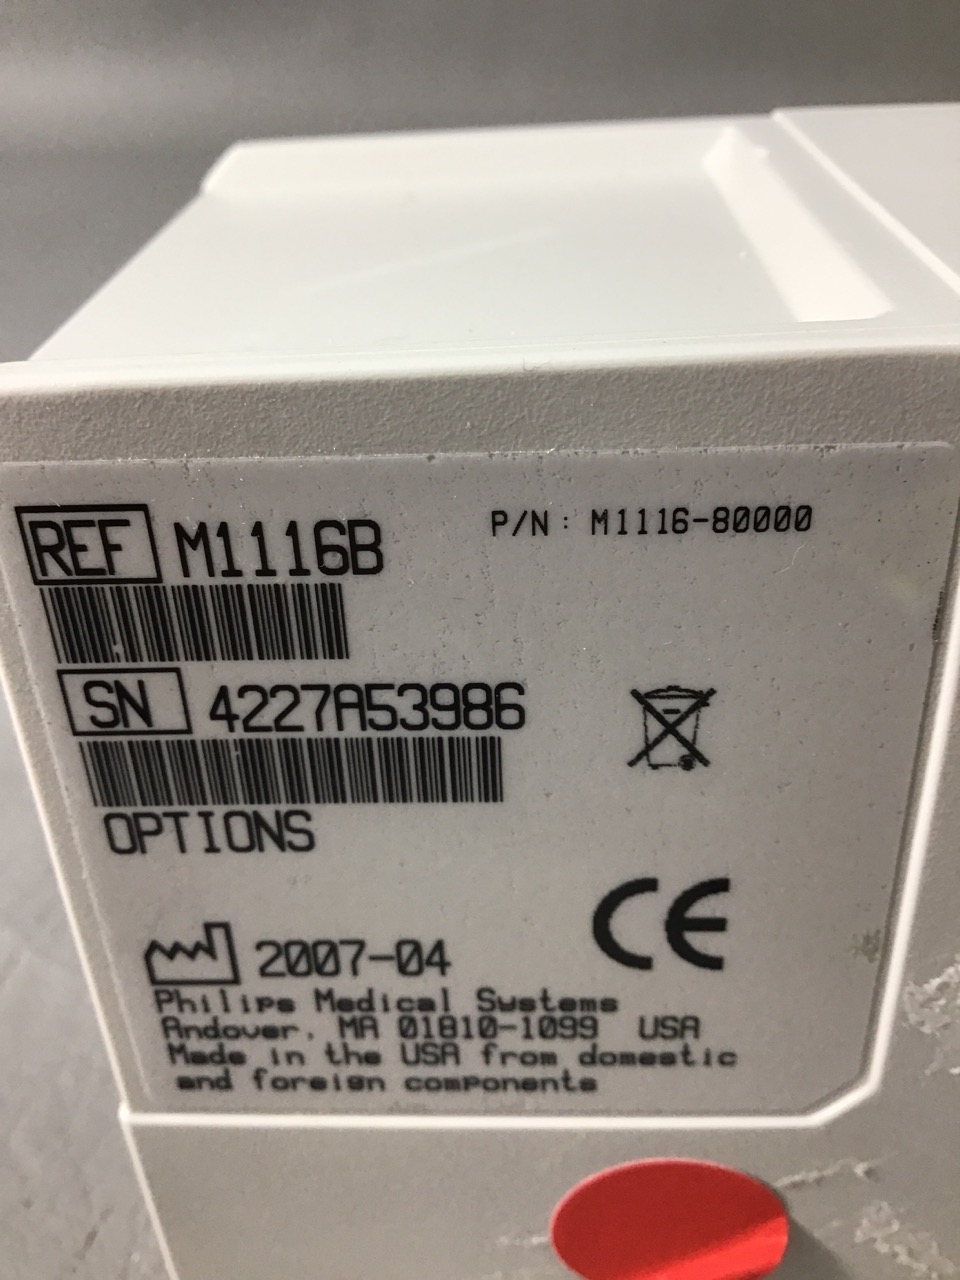 REF M1116B P/N: M1116-80000
SN 4227A53986
OPTIONS
CE
2007-04
Philips Medical Systems
Andover, MA 01810-1099 USA
Made in the USA from domestic
and foreign components